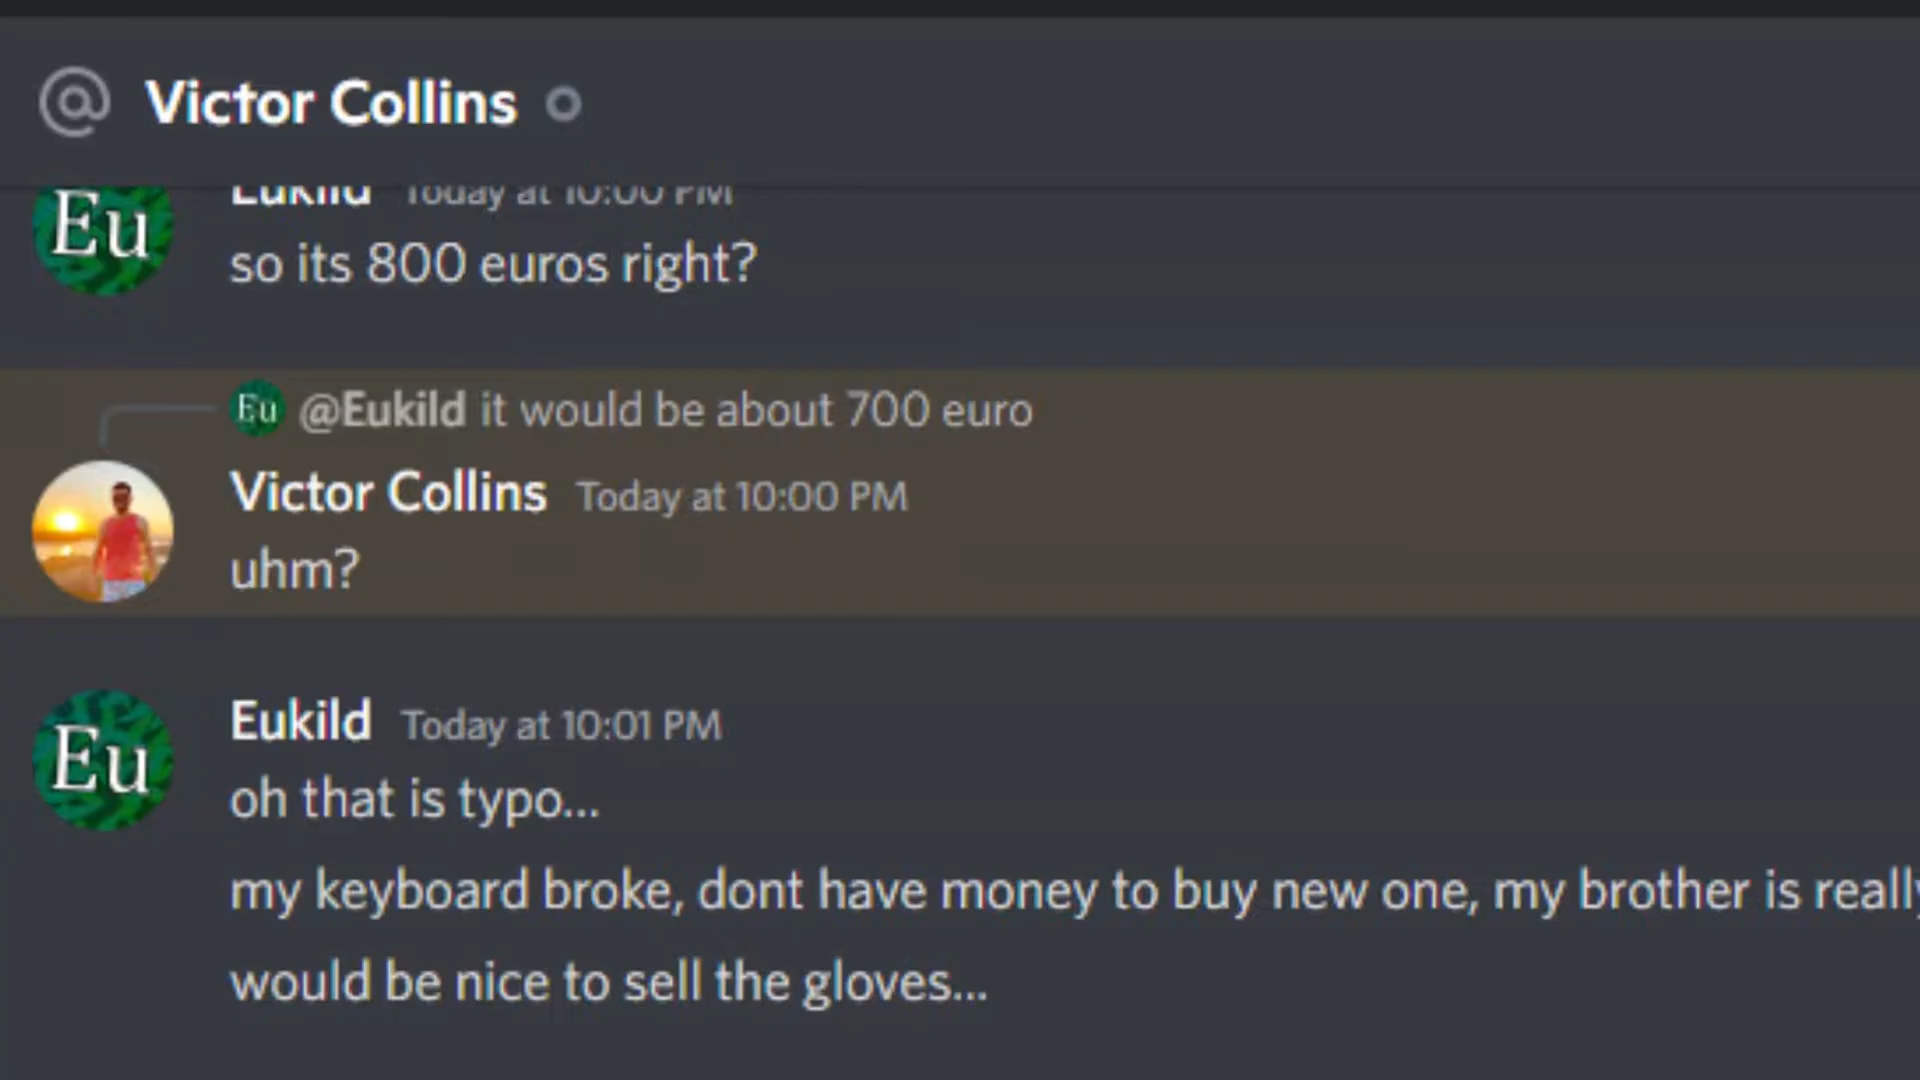 @ Victor Collins
Eukild Today at 10:00 PM
Eu
so its 800 euros right?
Eu @Eukild it would be about 700 euro
Victor Collins Today at 10:00 PM
uhm?
Eukild Today at 10:01 PM
Eu
oh that is typo...
my keyboard broke, dont have money to buy new one, my brother is really
would be nice to sell the gloves...